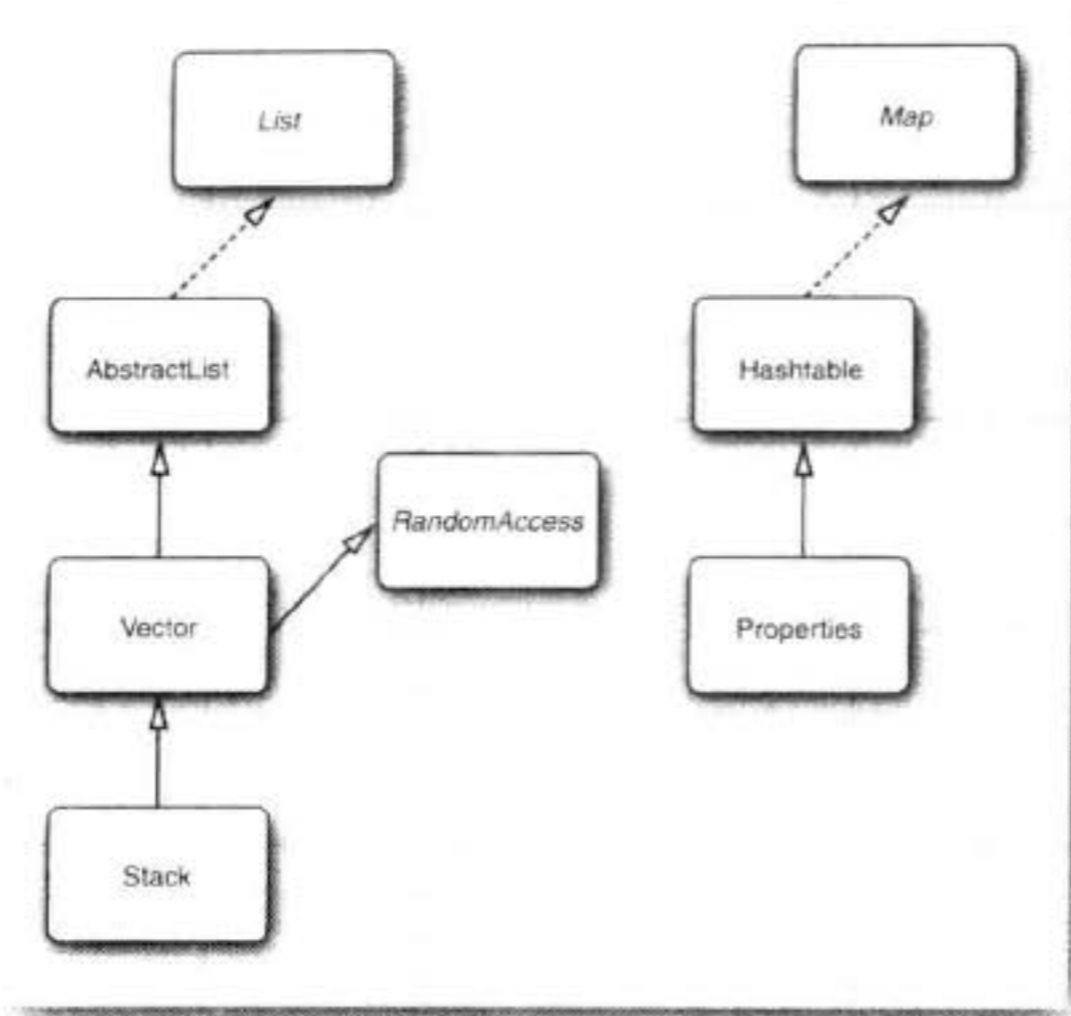 List
Map
AbstractList
Hashtable
RandomAccess
Vector
Properties
Stack